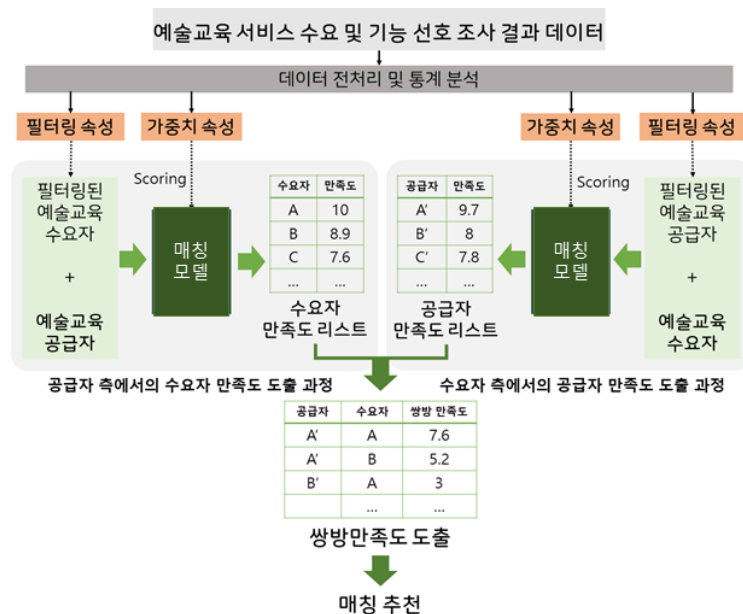 예술교육 서비스 수요 및 기능 선호 조사 결과 데이터
데이터 전처리 및 통계 분석
필터링 속성
가중치 속성
가중치 속성
필터링 속성
Scoring
필터링된
예술교육
수요자
+
예술교육
공급자
매칭
모델
수요자 만족도
A 10
B 8.9
C 7.6
... ...
수요자
만족도 리스트
공급자 만족도
A' 9.7
B' 8
C' 7.8
... ...
공급자
만족도 리스트
Scoring
매칭
모델
필터링된
예술교육
공급자
+
예술교육
수요자
공급자 측에서의 수요자 만족도 도출 과정
수요자 측에서의 공급자 만족도 도출 과정
공급자 수요자 쌍방 만족도
A' A 7.6
A' B 5.2
B' A 3
... ...
쌍방만족도 도출
매칭 추천